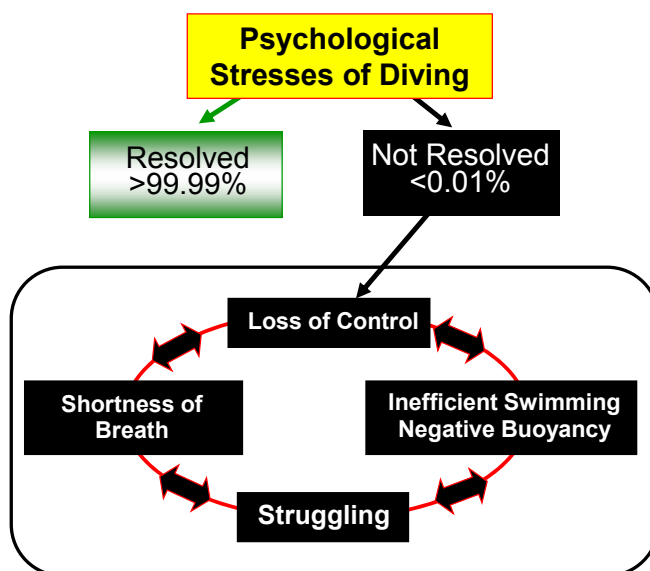 Psychological
Stresses of Diving
Resolved
>99.99%
Not Resolved
<0.01%
Loss of Control
Shortness of
Breath
Inefficient Swimming
Negative Buoyancy
Struggling